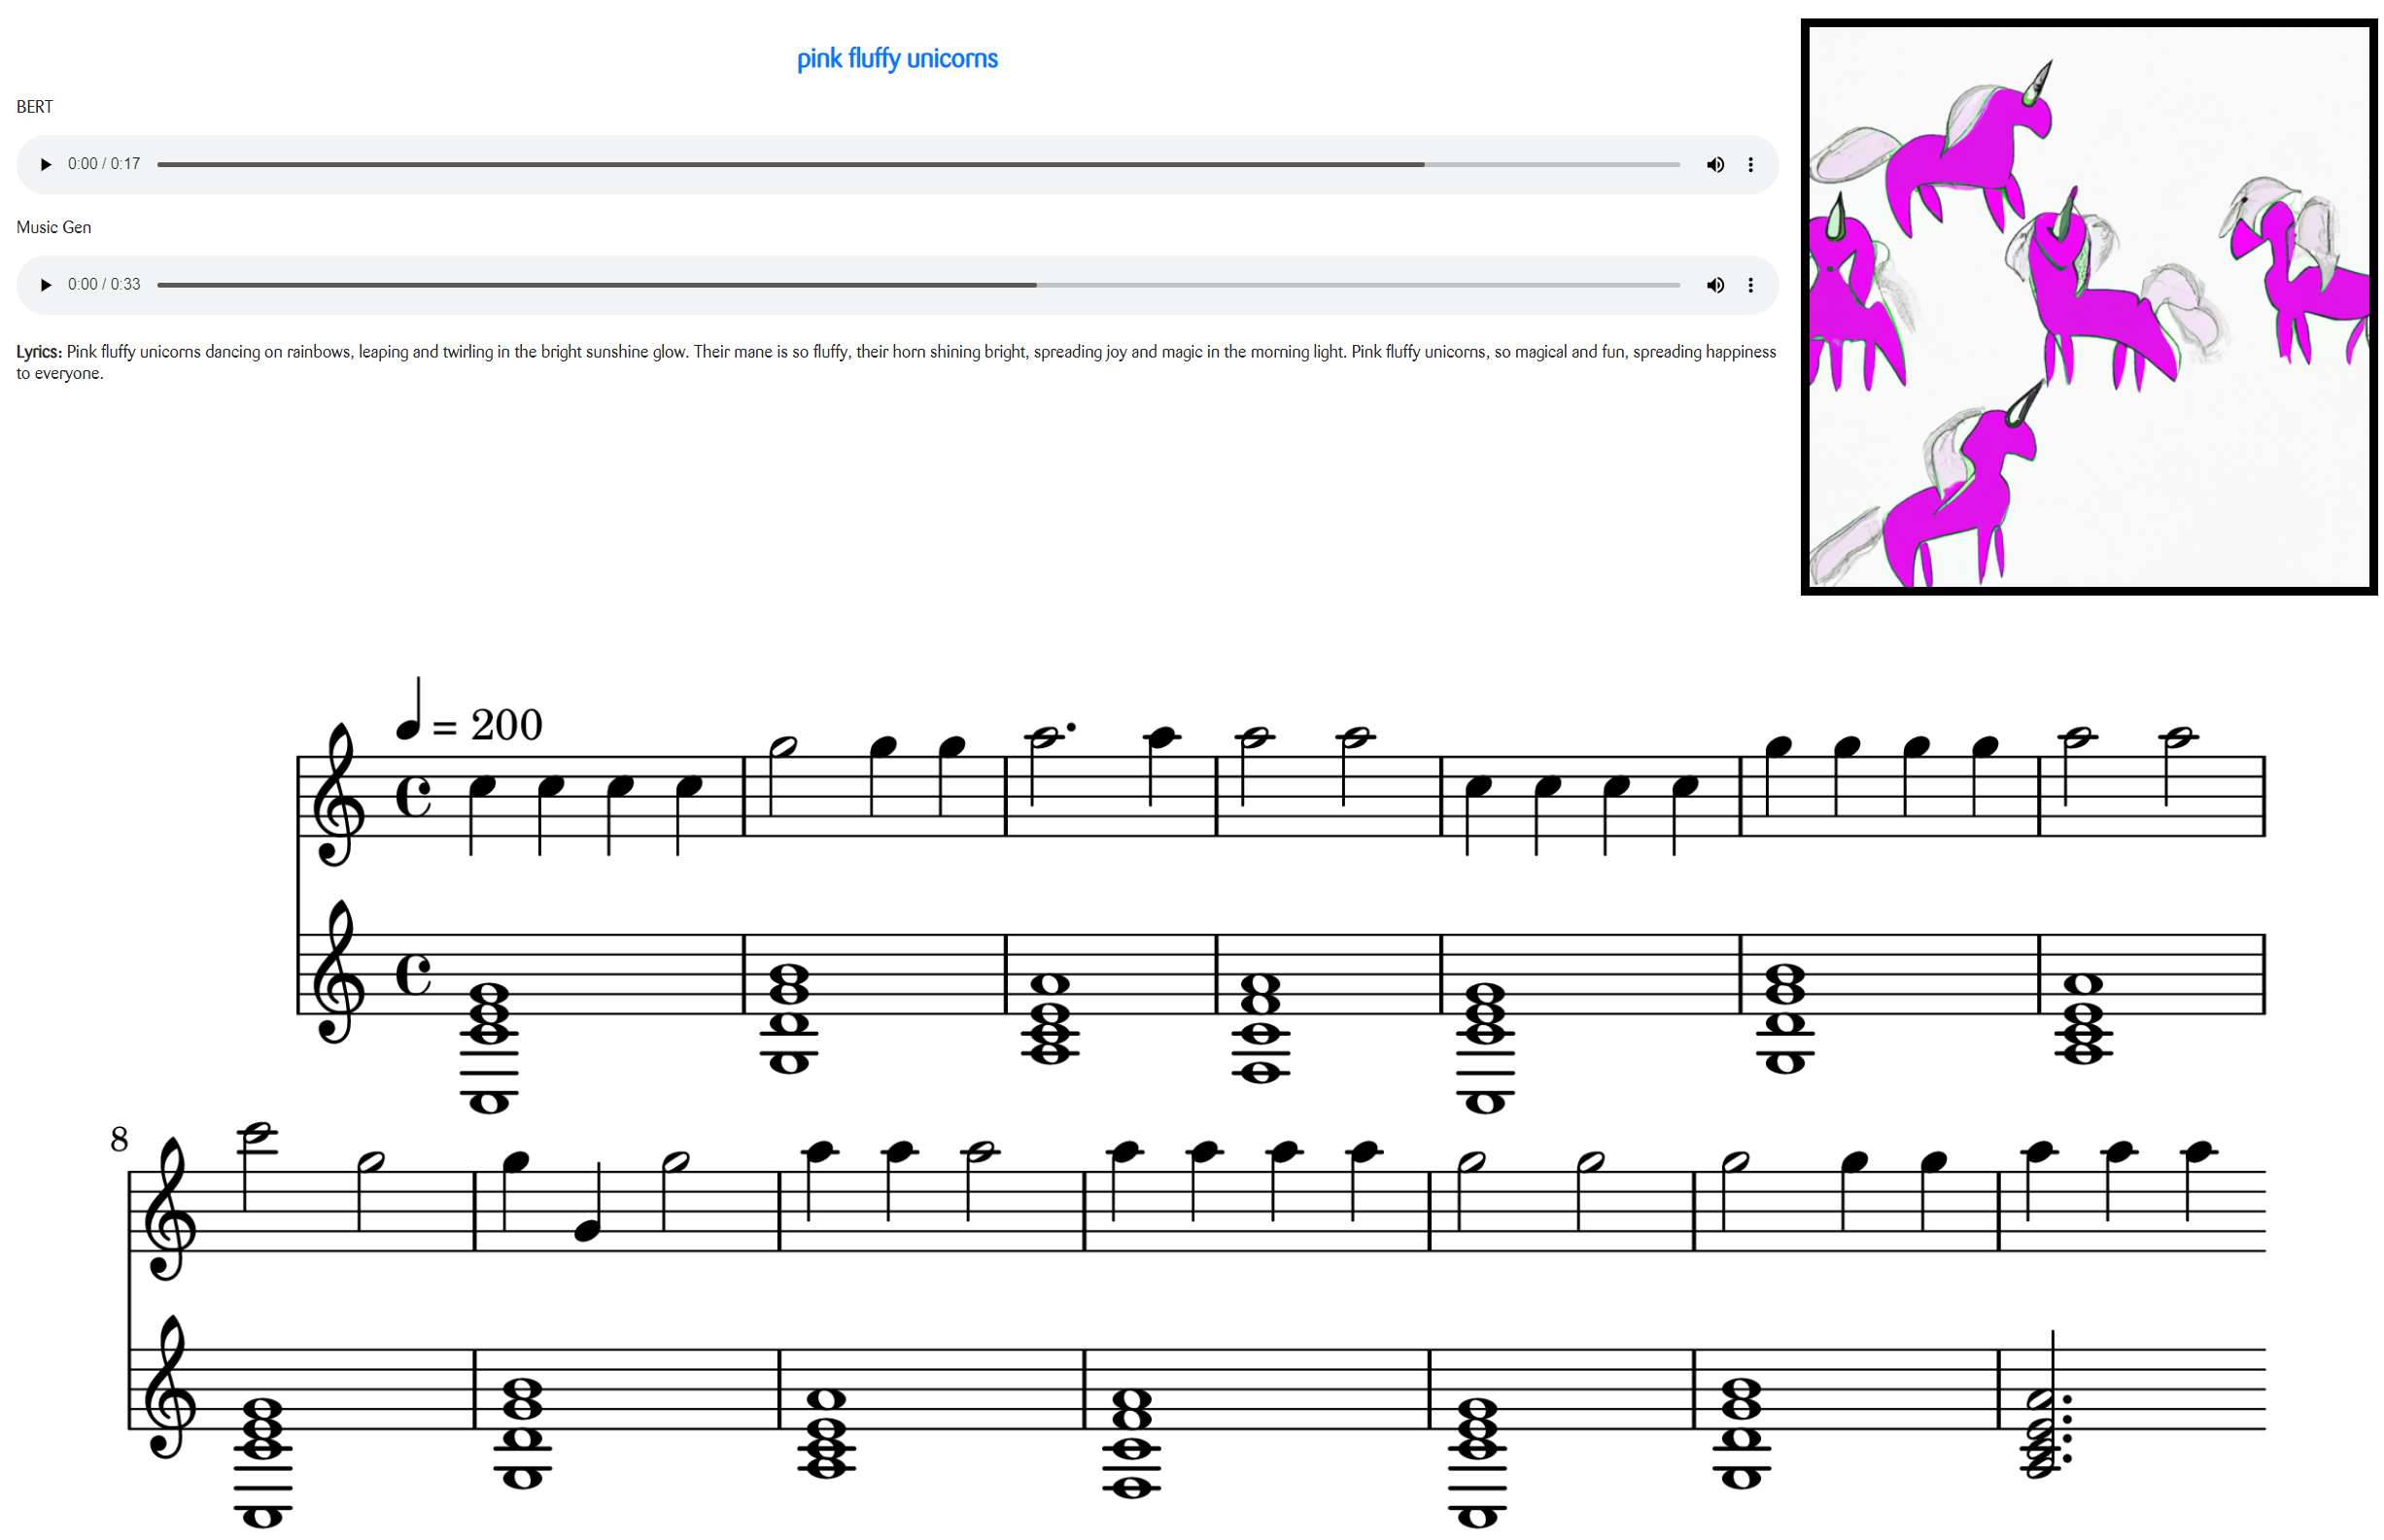 pink fluffy unicorns
BERT
0:00 / 0:17
Music Gen
0:00 / 0:33
Lyrics: Pink fluffy unicorns dancing on rainbows, leaping and twirling in the bright sunshine glow. Their mane is so fluffy, their horn shining bright, spreading joy and magic in the morning light. Pink fluffy unicorns, so magical and fun, spreading happiness
to everyone.
= 200
8